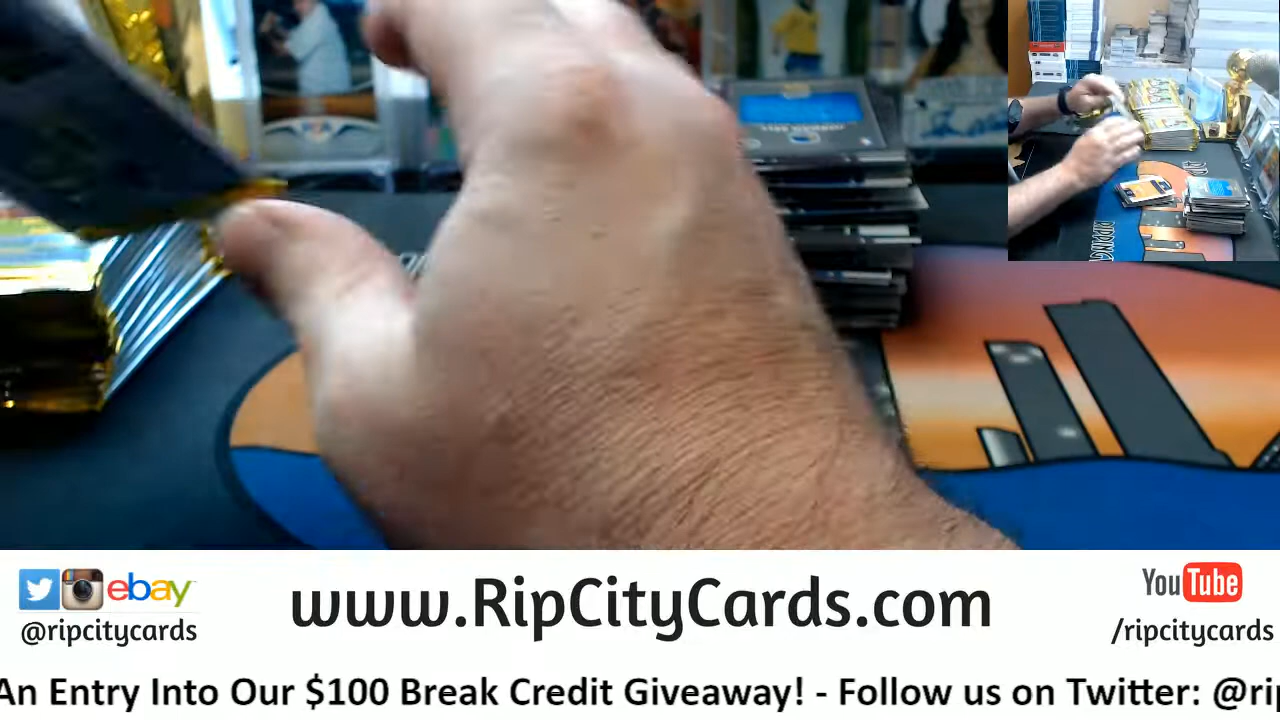 RIPPING
ebay
@ripcitycards
www.RipCityCards.com
YouTube
/ripcitycards
An Entry Into Our $100 Break Credit Giveaway! - Follow us on Twitter: @rip